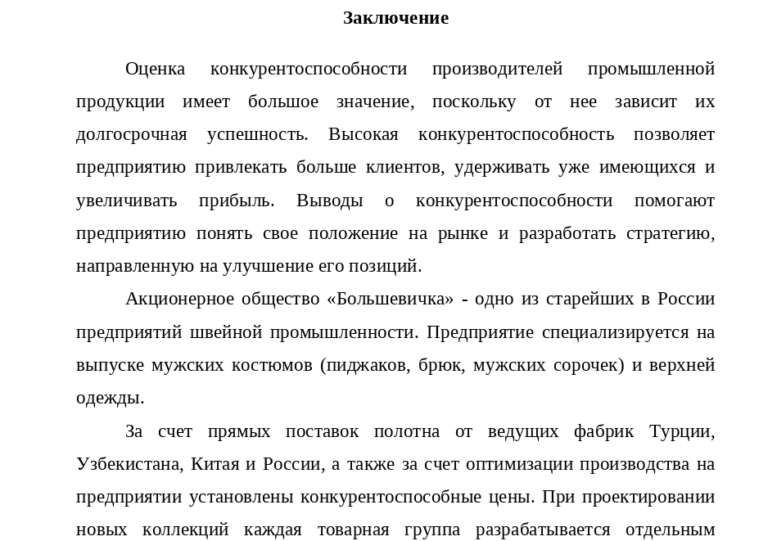 Заключение
Оценка конкурентоспособности производителей промышленной
продукции имеет большое значение, поскольку от нее зависит их
долгосрочная успешность. Высокая конкурентоспособность позволяет
предприятию привлекать больше клиентов, удерживать уже имеющихся и
увеличивать прибыль. Выводы о конкурентоспособности помогают
предприятию понять свое положение на рынке и разработать стратегию,
направленную на улучшение его позиций.
Акционерное общество «Большевичка» - одно из старейших в России
предприятий швейной промышленности. Предприятие специализируется на
выпуске мужских костюмов (пиджаков, брюк, мужских сорочек) и верхней
одежды.
За счет прямых поставок полотна от ведущих фабрик Турции,
Узбекистана, Китая и России, а также за счет оптимизации производства на
предприятии установлены конкурентоспособные цены. При проектировании
новых коллекций каждая товарная группа разрабатывается отдельным